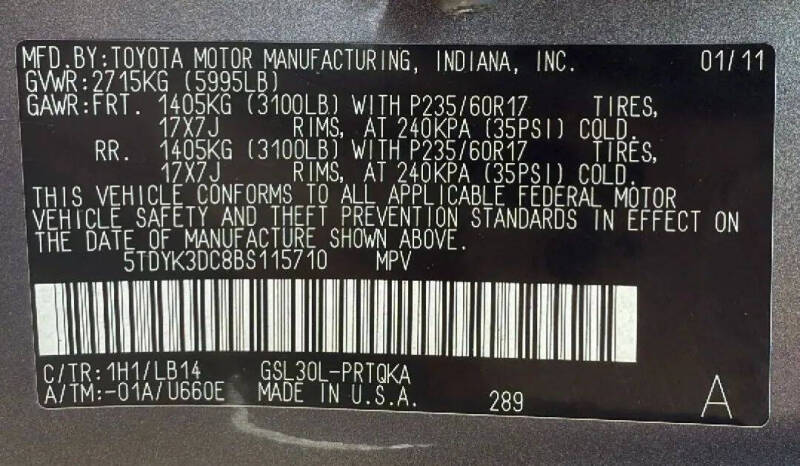 MFD.BY:TOYOTA MOTOR MANUFACTURING, INDIANA, INC. 01/11
GVWR:2715KG (5995LB)
GAWR:FRT. 1405KG (3100LB) WITH P235/60R17 TIRES,
17X7J RIMS, AT 240KPA (35PSI) COLD.
RR. 1405KG (3100LB) WITH P235/60R17 TIRES,
17X7J RIMS, AT 240KPA (35PSI) COLD.
THIS VEHICLE CONFORMS TO ALL APPLICABLE FEDERAL MOTOR
VEHICLE SAFETY AND THEFT PREVENTION STANDARDS IN EFFECT ON
THE DATE OF MANUFACTURE SHOWN ABOVE.
5TDYK3DC8BS115710 MPV
C/TR:1H1/LB14 GSL30L-PRTQKA
A/TM:-01A/U660E MADE IN U.S.A. 289 A